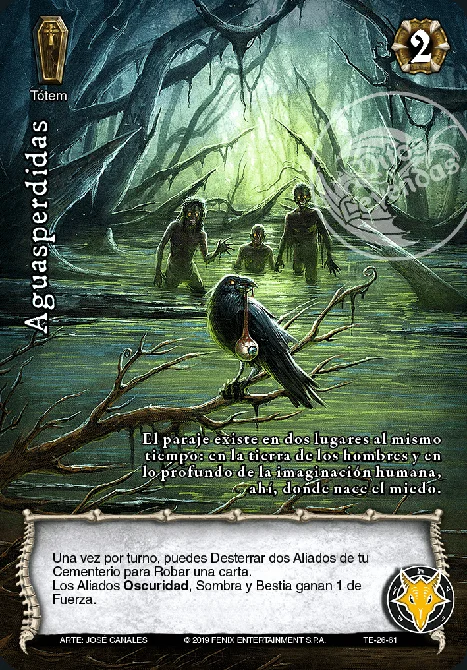 2
Tótem
Aguasperdidas
Mitos y
Leyendas
El paraje existe en dos lugares al mismo
tiempo: en la tierra de los hombres y en
lo profundo de la imaginación humana,
ahí, donde nace el miedo.
Una vez por turno, puedes Desterrar dos Aliados de tu
Cementerio para Robar una carta.
Los Aliados Oscuridad, Sombra y Bestia ganan 1 de
Fuerza.
ARTE: JOSE CANALES © 2019 FENIX ENTERTAINMENT S.P.A. TE-26-61